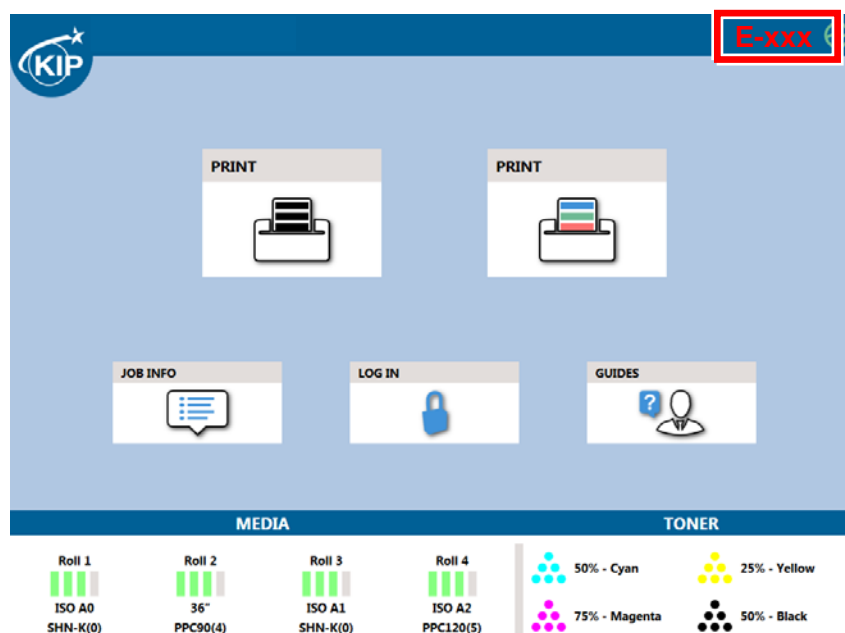 E-xxx
KIP
PRINT
PRINT
JOB INFO
LOG IN
GUIDES
?
MEDIA
TONER
Roll 1
Roll 2
Roll 3
Roll 4
ISO A0
36"
ISO A1
ISO A2
SHN-K(0)
PPC90(4)
SHN-K(0)
PPC120(5)
50% - Cyan
25% - Yellow
75% - Magenta
50% - Black